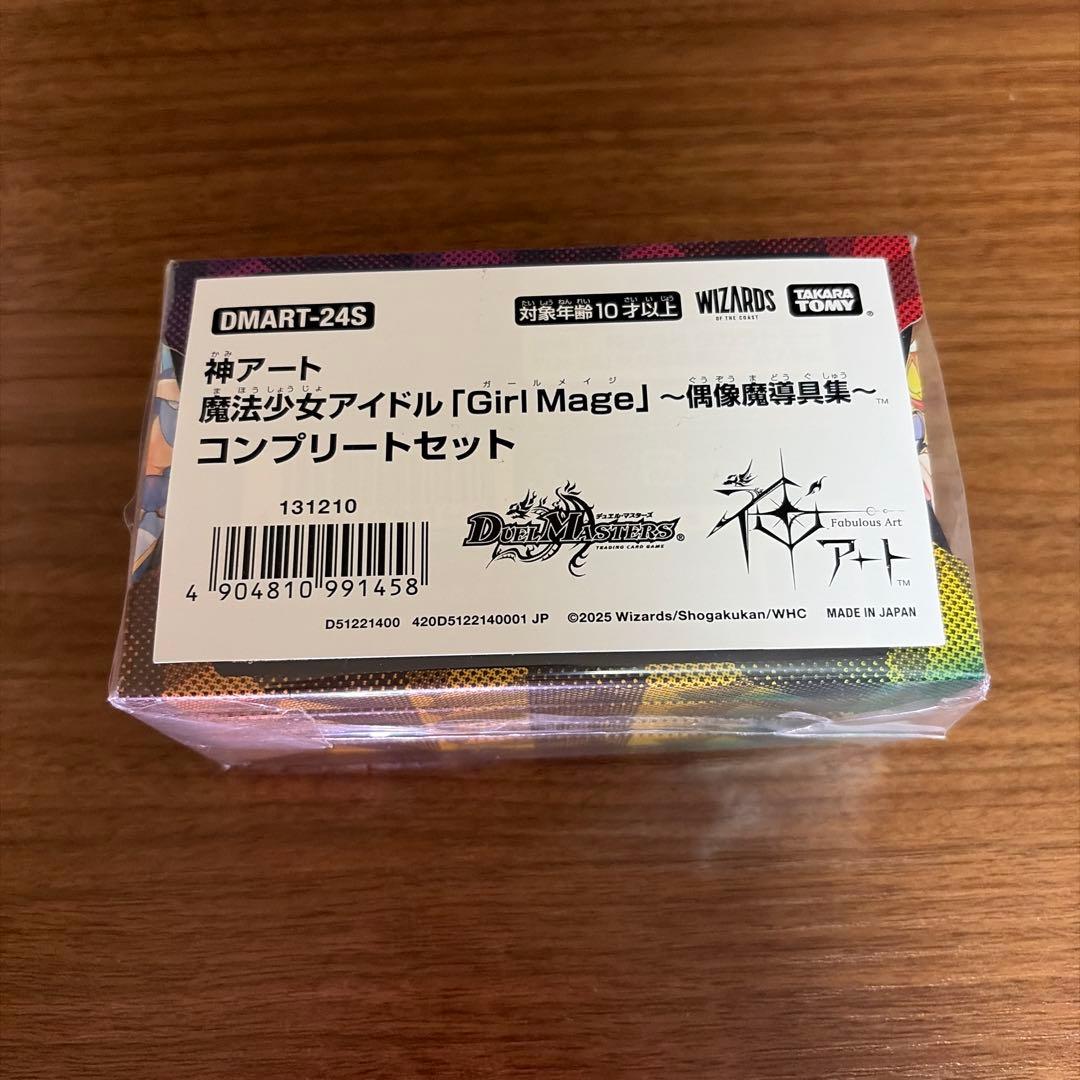 DMART-24S
たいしょうねんれい さいいじょう
対象年齢10才以上
WIZARDS
OF THE COAST
TAKARA
TOMY®
かみ
神アート
まほうしょうじょ ガールメイジ ぐうぞうまどうぐしゅう
魔法少女アイドル「Girl Mage」~偶像魔導具集~™
コンプリートセット
131210
4 904810 991458
デュエル・マスターズ
DUEL MASTERS®
TRADING CARD GAME
神アート™
Fabulous Art
D51221400 420D5122140001 JP ©2025 Wizards/Shogakukan/WHC MADE IN JAPAN